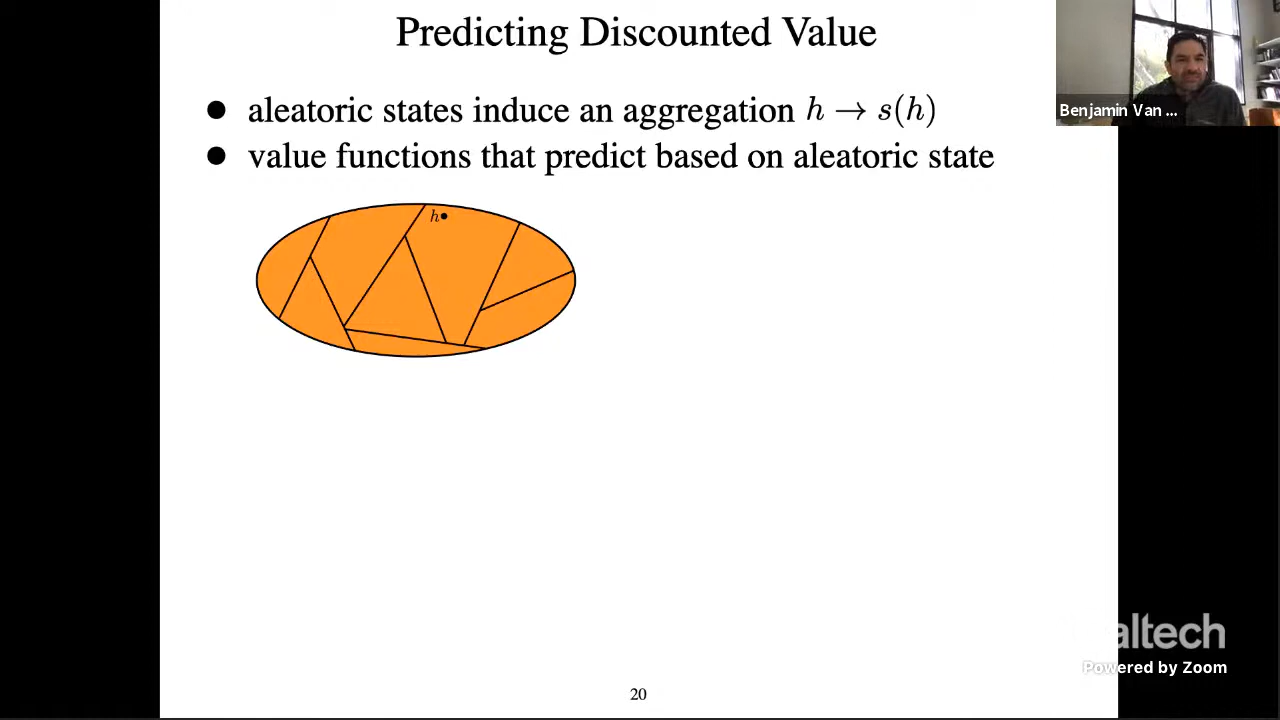 Predicting Discounted Value
● aleatoric states induce an aggregation h → s(h)
● value functions that predict based on aleatoric state
h
Benjamin Van ...
altech
Powered by Zoom
20